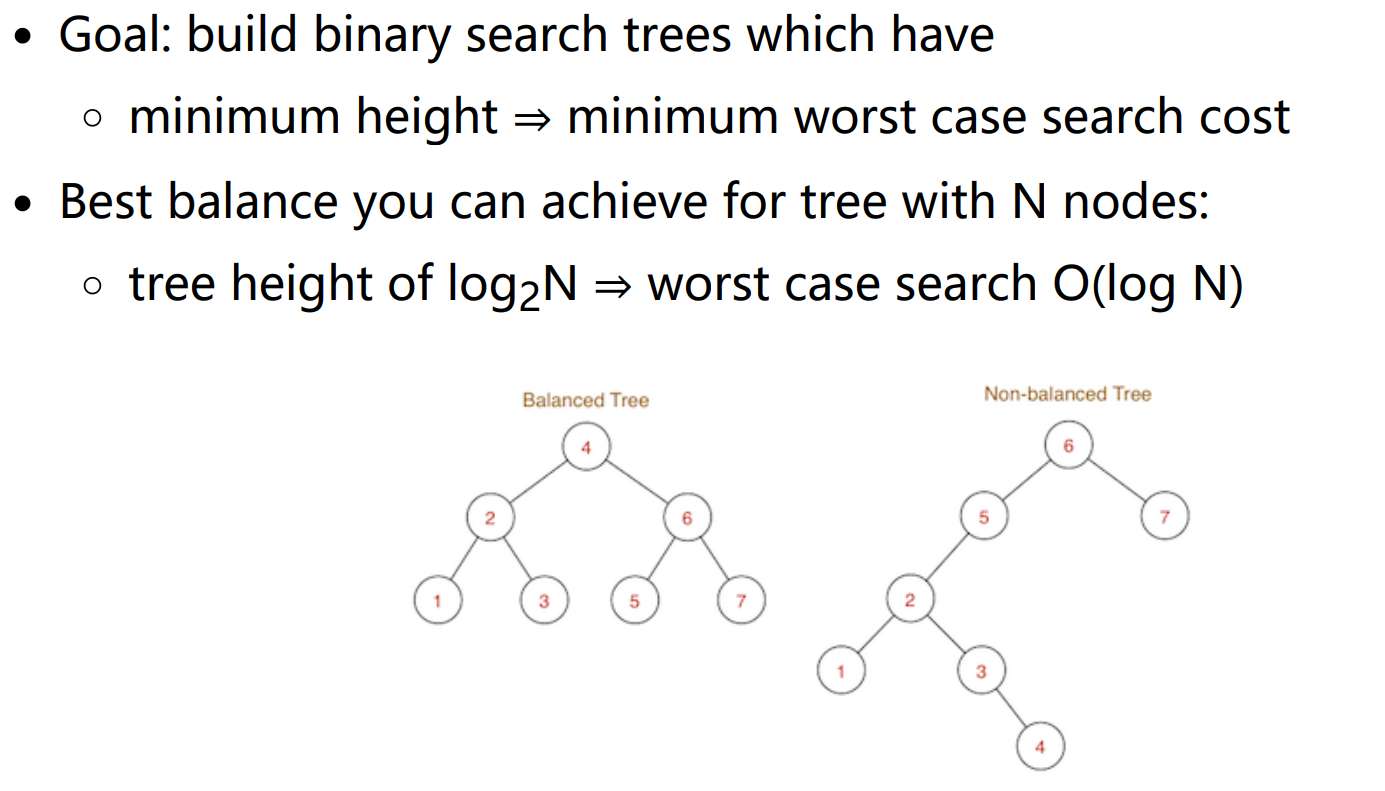 • Goal: build binary search trees which have
○ minimum height ⇒ minimum worst case search cost
• Best balance you can achieve for tree with N nodes:
○ tree height of log₂N ⇒ worst case search O(log N)
Balanced Tree
4
2 6
1 3 5 7
Non-balanced Tree
6
5 7
2
1 3
4